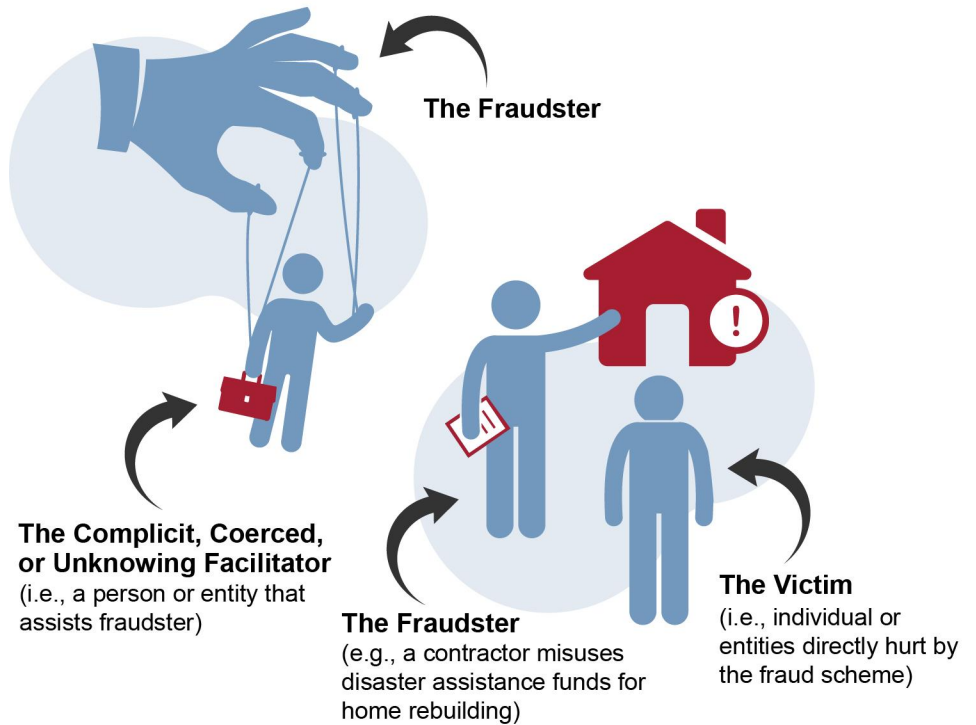 The Fraudster
The Complicit, Coerced,
or Unknowing Facilitator
(i.e., a person or entity that
assists fraudster)
The Fraudster
(e.g., a contractor misuses
disaster assistance funds for
home rebuilding)
The Victim
(i.e., individual or
entities directly hurt by
the fraud scheme)
!